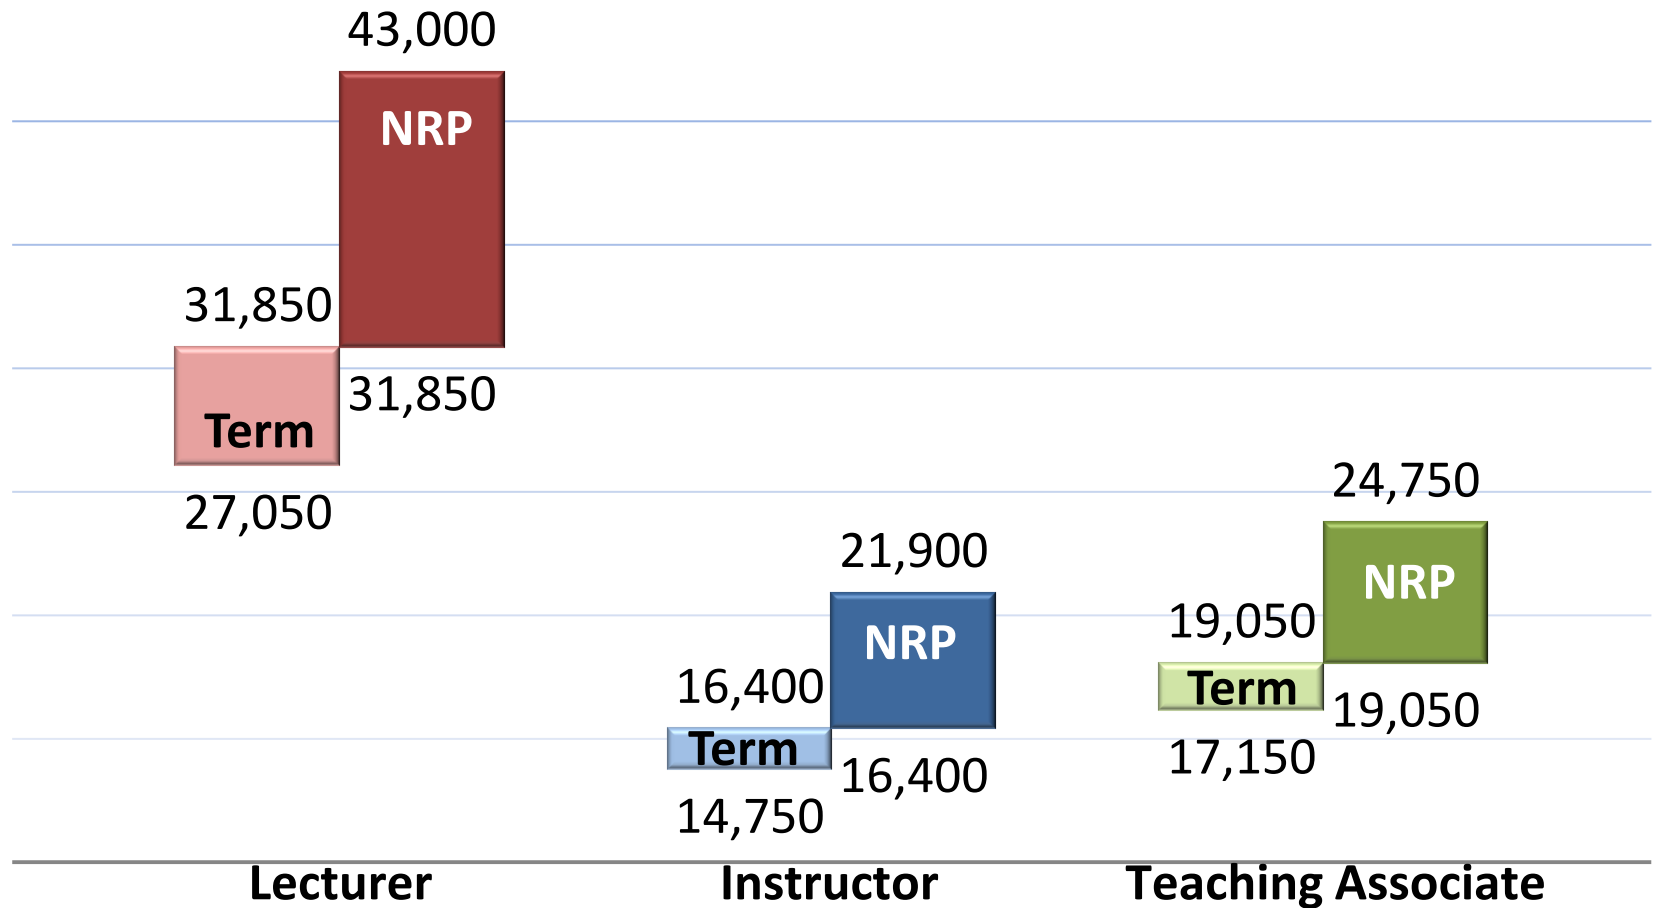 43,000
NRP
31,850
31,850
Term
27,050
24,750
21,900
NRP
19,050
NRP
16,400
Term
19,050
Term
17,150
16,400
14,750
Lecturer
Instructor
Teaching Associate